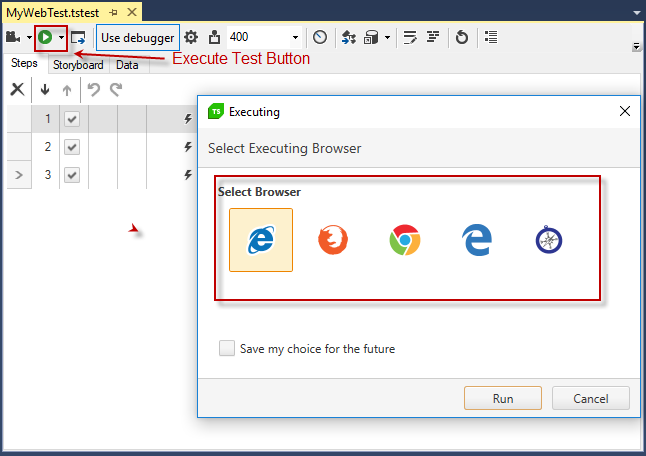 MyWebTest.tstest
Use debugger 400
Execute Test Button
Steps Storyboard Data
1
2
3
TS Executing
Select Executing Browser
Select Browser
Save my choice for the future
Run Cancel